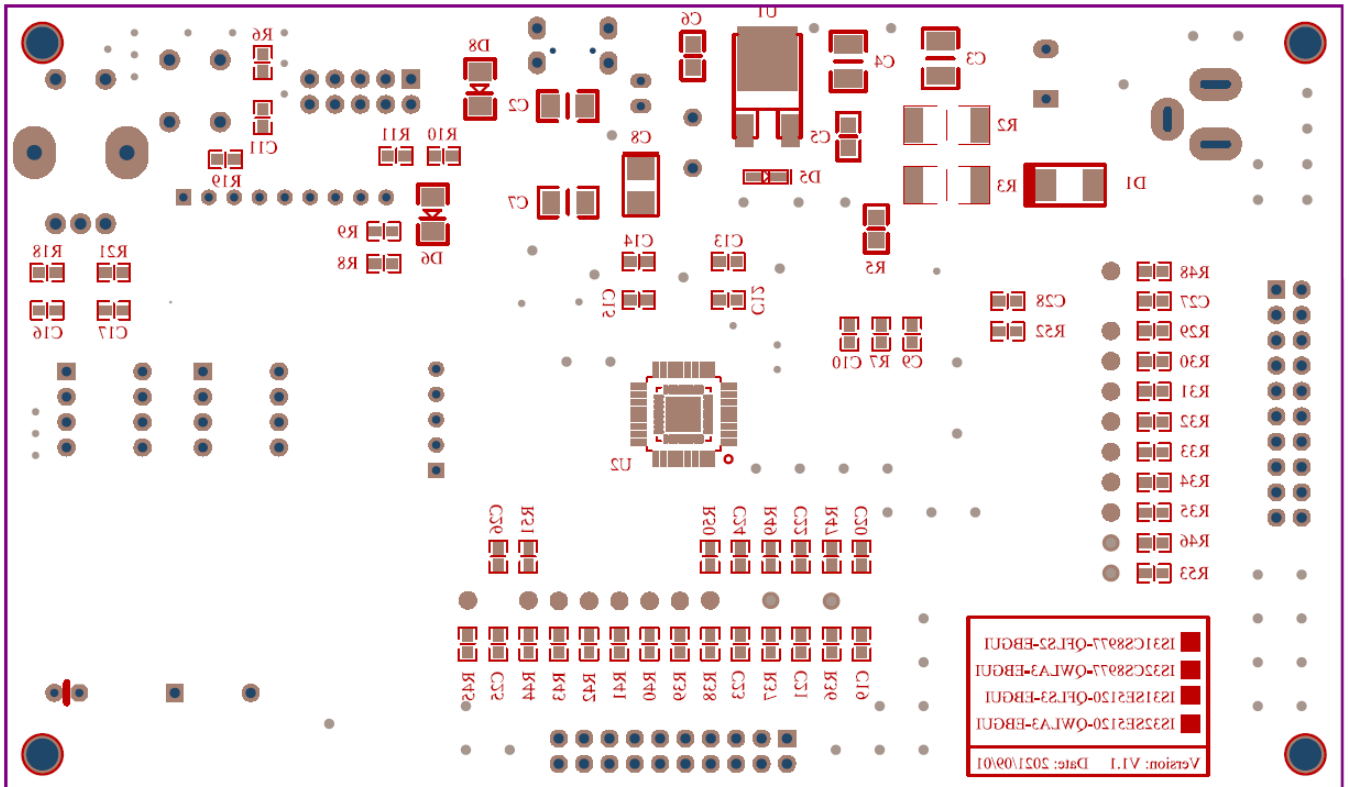 R6
U1
C6
D8
C4
C3
C2
R2
C5
R11
R10
C8
C11
R19
D5
R3
D1
C7
R9
D6
R8
R18
R21
C14
C13
R5
R48
C15
C12
C28
C27
C16
C17
R52
R29
C10
R7
C9
R30
R31
R32
R33
U2
R34
R35
C26
R51
R50
C24
R49
C22
R47
C20
R46
R53
R45
C25
R44
R43
R42
R41
R40
R39
R38
C23
R37
C21
R36
C19
IS31CS8977-QFLS2-EBGUI
IS32CS8977-QWLA3-EBGUI
IS31SE5120-QFLS3-EBGUI
IS32SE5120-QWLA3-EBGUI
Version: V1.1 Date: 2021/09/01